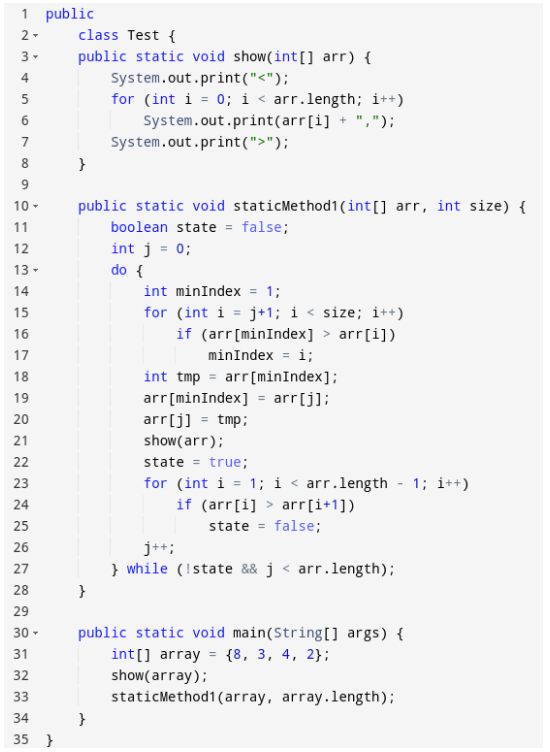 1 public
2 class Test {
3 public static void show(int[] arr) {
4 System.out.print("<");
5 for (int i = 0; i < arr.length; i++)
6 System.out.print(arr[i] + ",");
7 System.out.print(">");
8 }
9
10 public static void staticMethod1(int[] arr, int size) {
11 boolean state = false;
12 int j = 0;
13 do {
14 int minIndex = 1;
15 for (int i = j+1; i < size; i++)
16 if (arr[minIndex] > arr[i])
17 minIndex = i;
18 int tmp = arr[minIndex];
19 arr[minIndex] = arr[j];
20 arr[j] = tmp;
21 show(arr);
22 state = true;
23 for (int i = 1; i < arr.length - 1; i++)
24 if (arr[i] > arr[i+1])
25 state = false;
26 j++;
27 } while (!state && j < arr.length);
28 }
29
30 public static void main(String[] args) {
31 int[] array = {8, 3, 4, 2};
32 show(array);
33 staticMethod1(array, array.length);
34 }
35 }